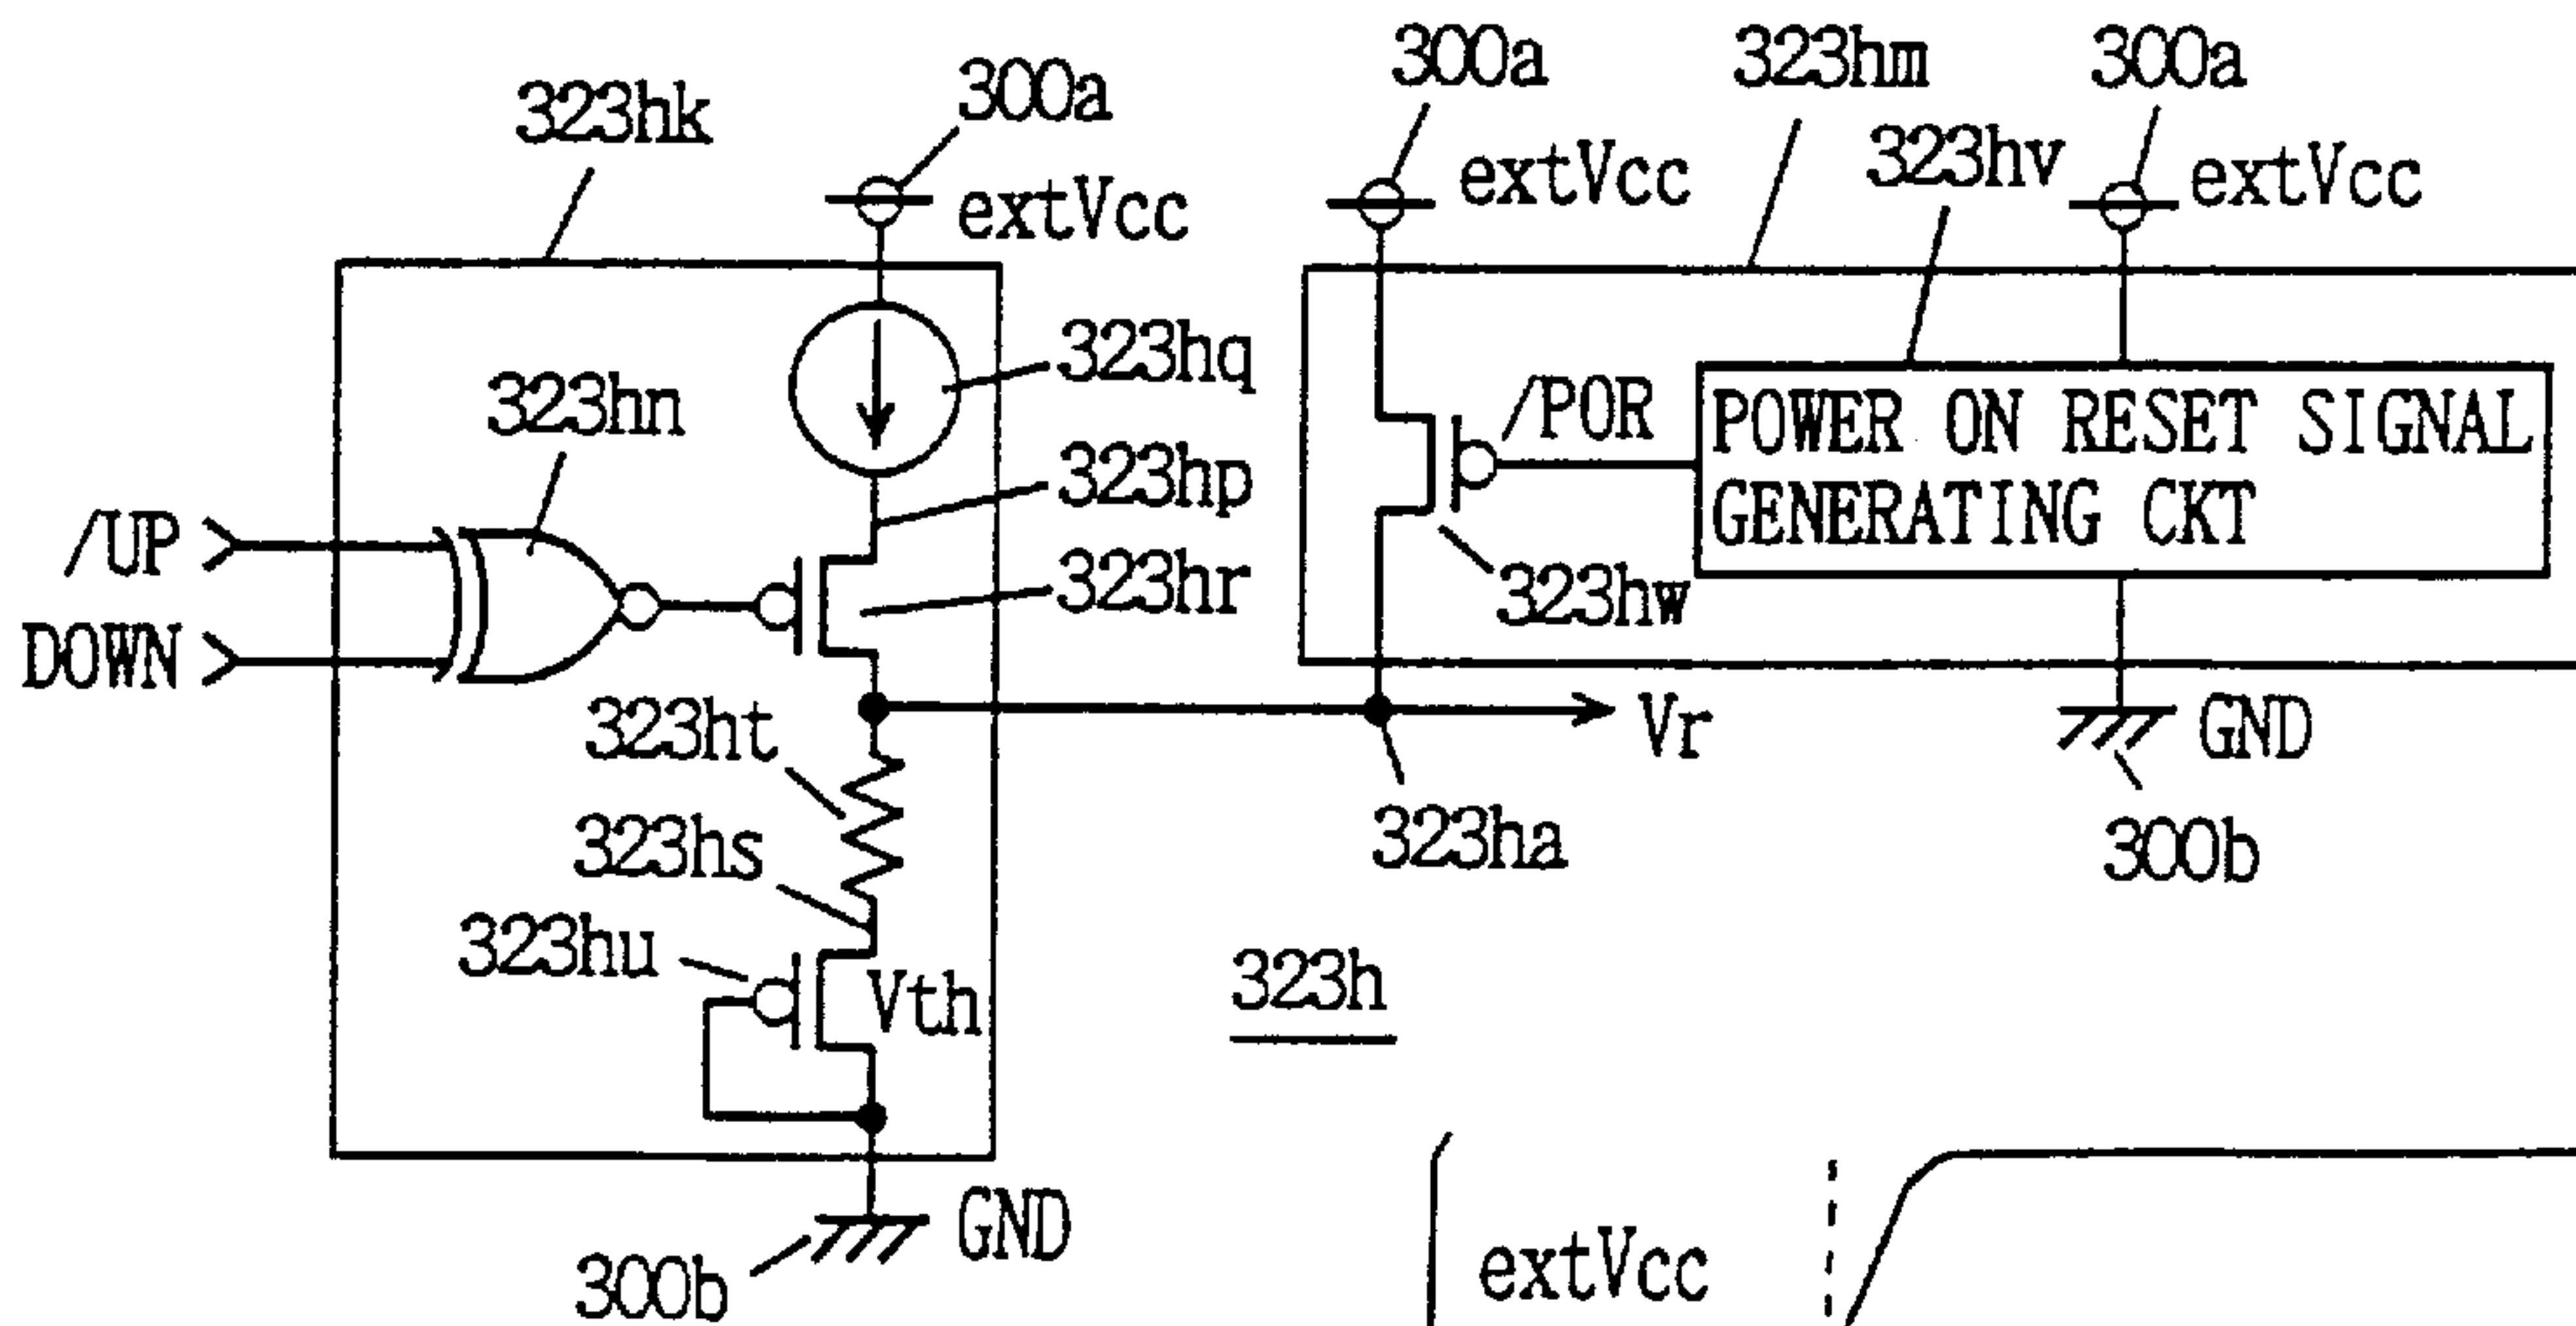 323hk
300a
extVcc
300a
extVcc
323hm
323hv
300a
extVcc
323hn
323hq
323hp
323hr
/UP
DOWN
/POR
POWER ON RESET SIGNAL
GENERATING CKT
323hw
323ht
323hs
323hu
Vth
Vr
323ha
GND
300b
323h
GND
300b
extVcc